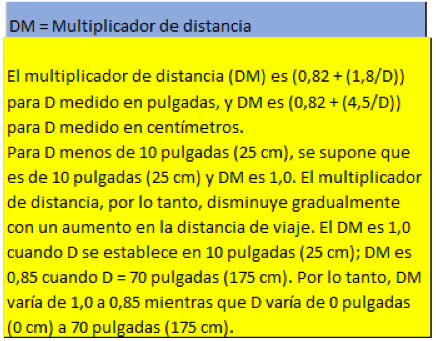 DM = Multiplicador de distancia
El multiplicador de distancia (DM) es (0,82 + (1,8/D))
para D medido en pulgadas, y DM es (0,82 + (4,5/D))
para D medido en centímetros.
Para D menos de 10 pulgadas (25 cm), se supone que
es de 10 pulgadas (25 cm) y DM es 1,0. El multiplicador
de distancia, por lo tanto, disminuye gradualmente
con un aumento en la distancia de viaje. El DM es 1,0
cuando D se establece en 10 pulgadas (25 cm); DM es
0,85 cuando D = 70 pulgadas (175 cm). Por lo tanto, DM
varía de 1,0 a 0,85 mientras que D varía de 0 pulgadas
(0 cm) a 70 pulgadas (175 cm).